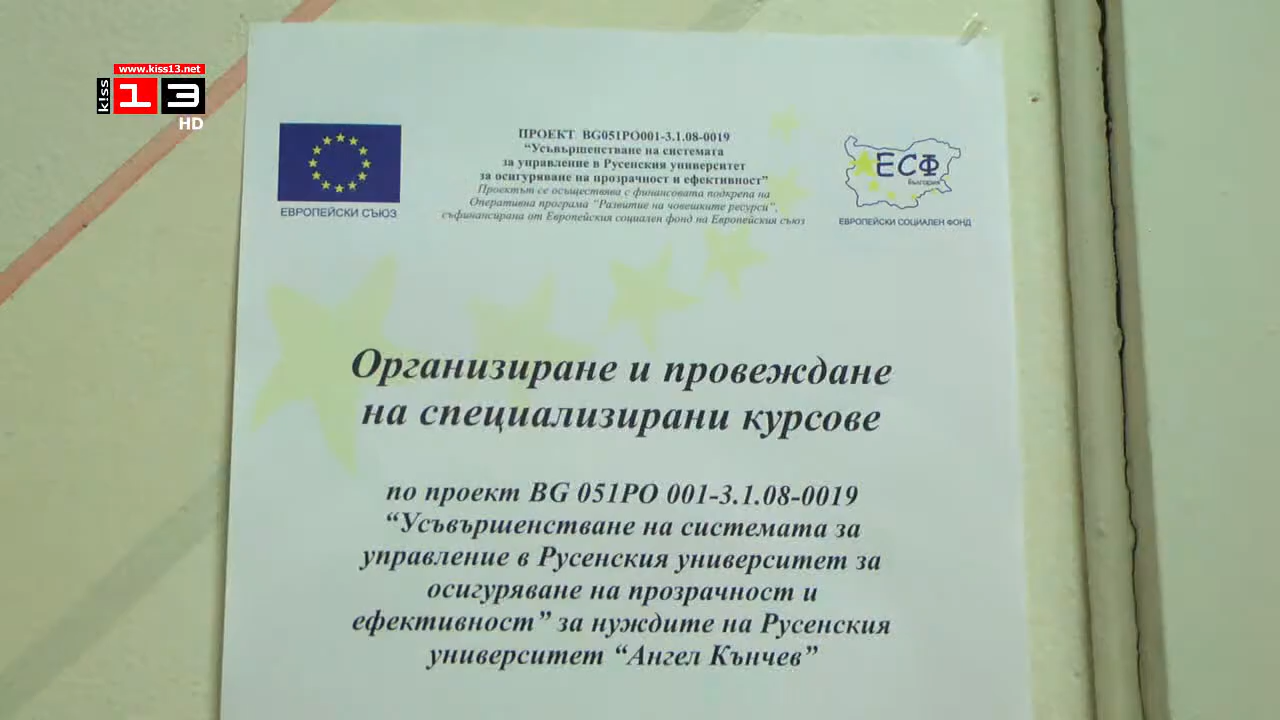 www.kiss13.net
k!ss
13
HD
ПРОЕКТ BG051PO001-3.1.08-0019
“Усъвършенстване на системата
за управление в Русенския университет
за осигуряване на прозрачност и ефективност”
Проектът се осъществява с финансовата подкрепа на
Оперативна програма “Развитие на човешките ресурси”,
съфинансирана от Европейския социален фонд на Европейския съюз
ЕВРОПЕЙСКИ СЪЮЗ
ЕСФ
България
ЕВРОПЕЙСКИ СОЦИАЛЕН ФОНД
Организиране и провеждане
на специализирани курсове
по проект BG 051PO 001-3.1.08-0019
“Усъвършенстване на системата за
управление в Русенския университет за
осигуряване на прозрачност и
ефективност” за нуждите на Русенския
университет “Ангел Кънчев”